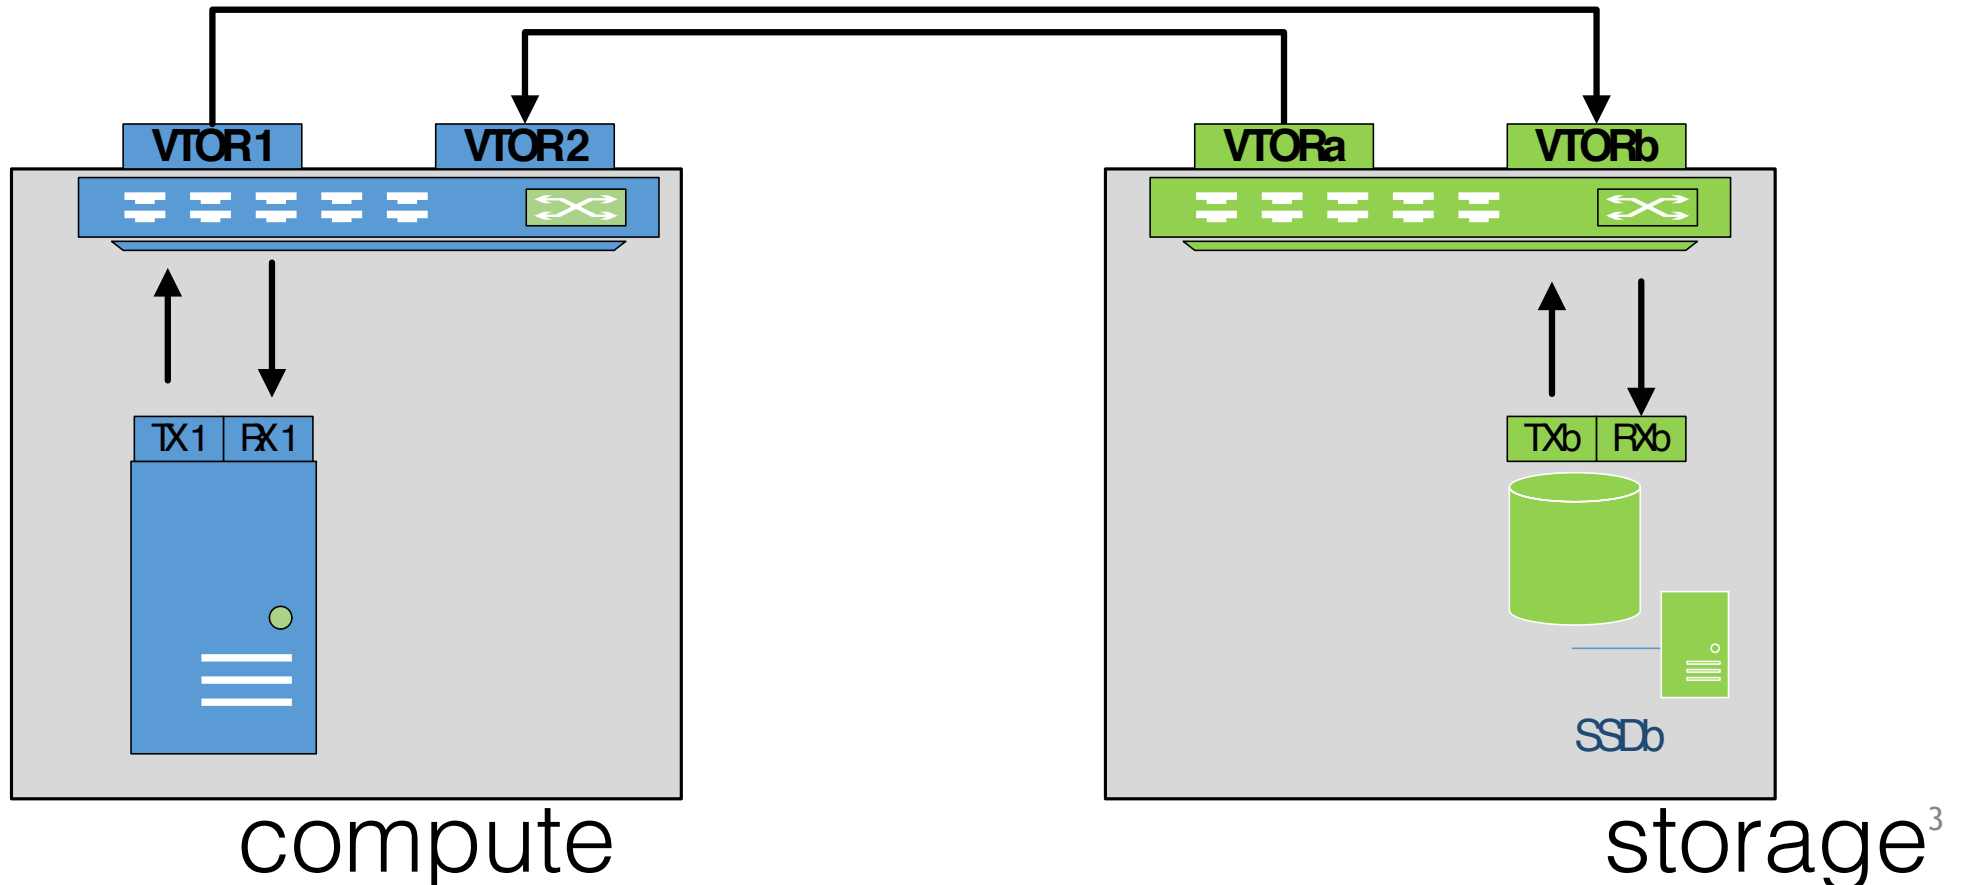 VTOR1 VTOR2 VTORa VTORb
TX1 RX1 TXb RXb
SSDb
compute storage
3